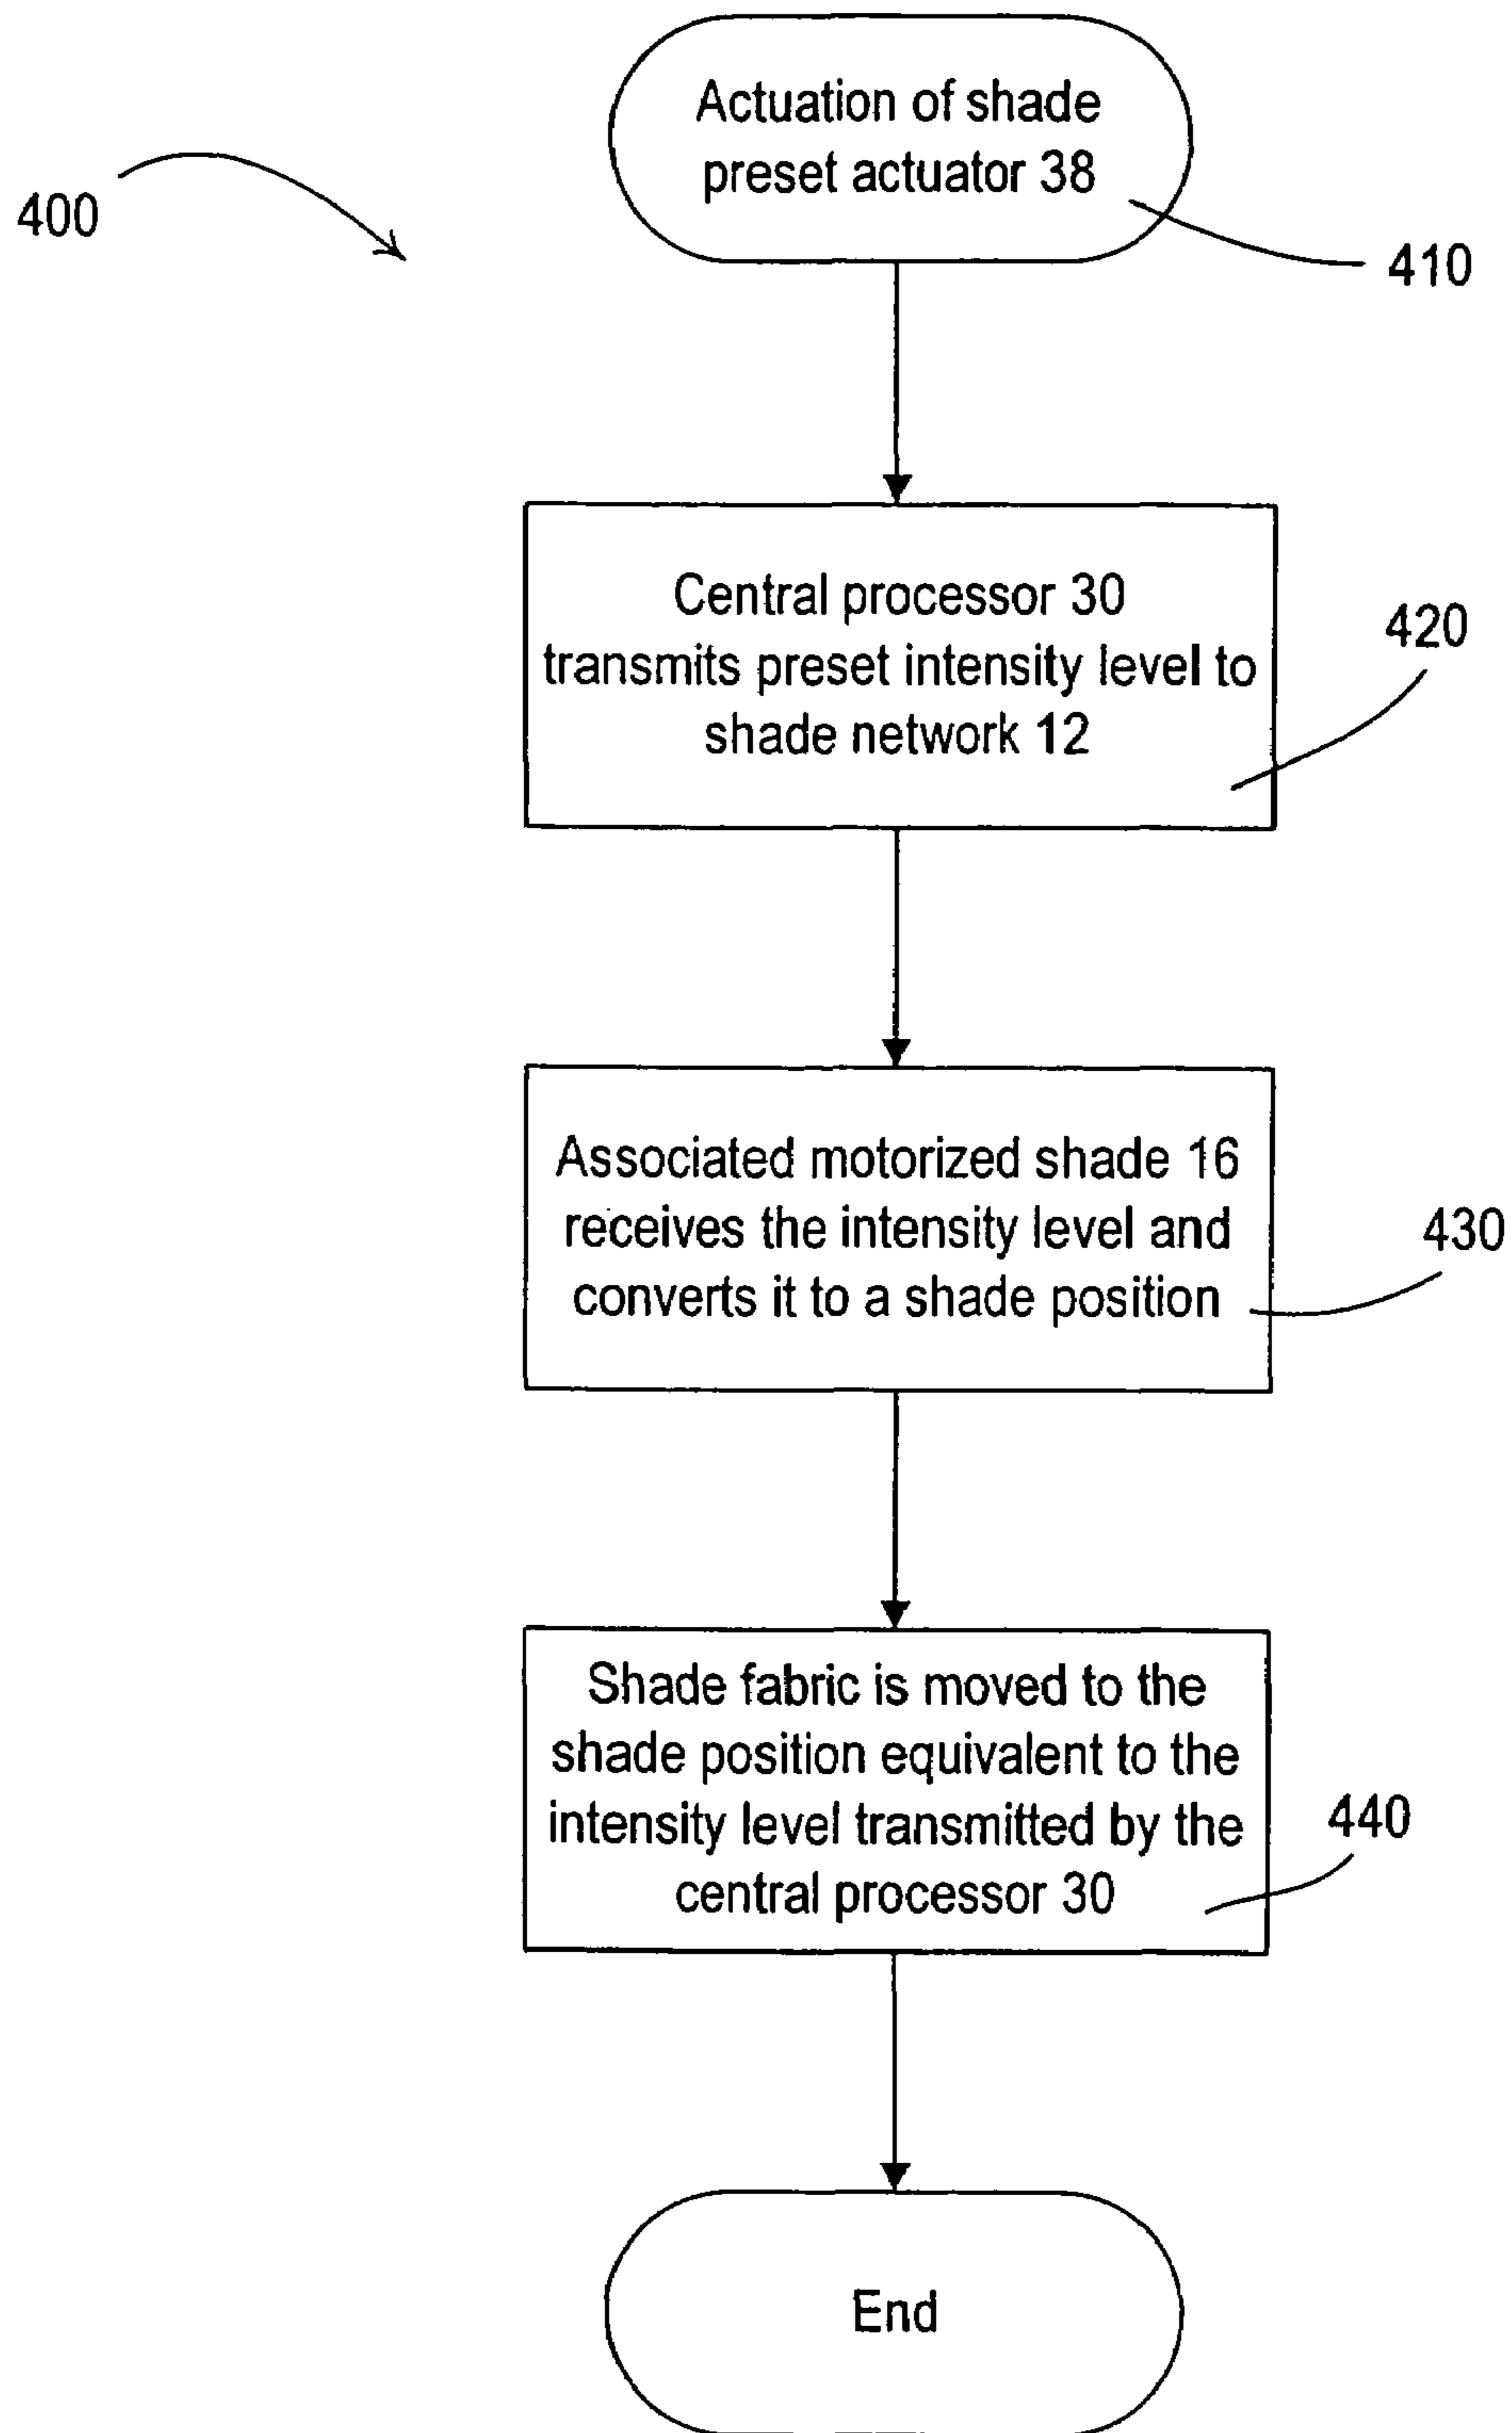 400
Actuation of shade
preset actuator 38
410
Central processor 30
transmits preset intensity level to
shade network 12
420
Associated motorized shade 16
receives the intensity level and
converts it to a shade position
430
Shade fabric is moved to the
shade position equivalent to the
intensity level transmitted by the
central processor 30
440
End